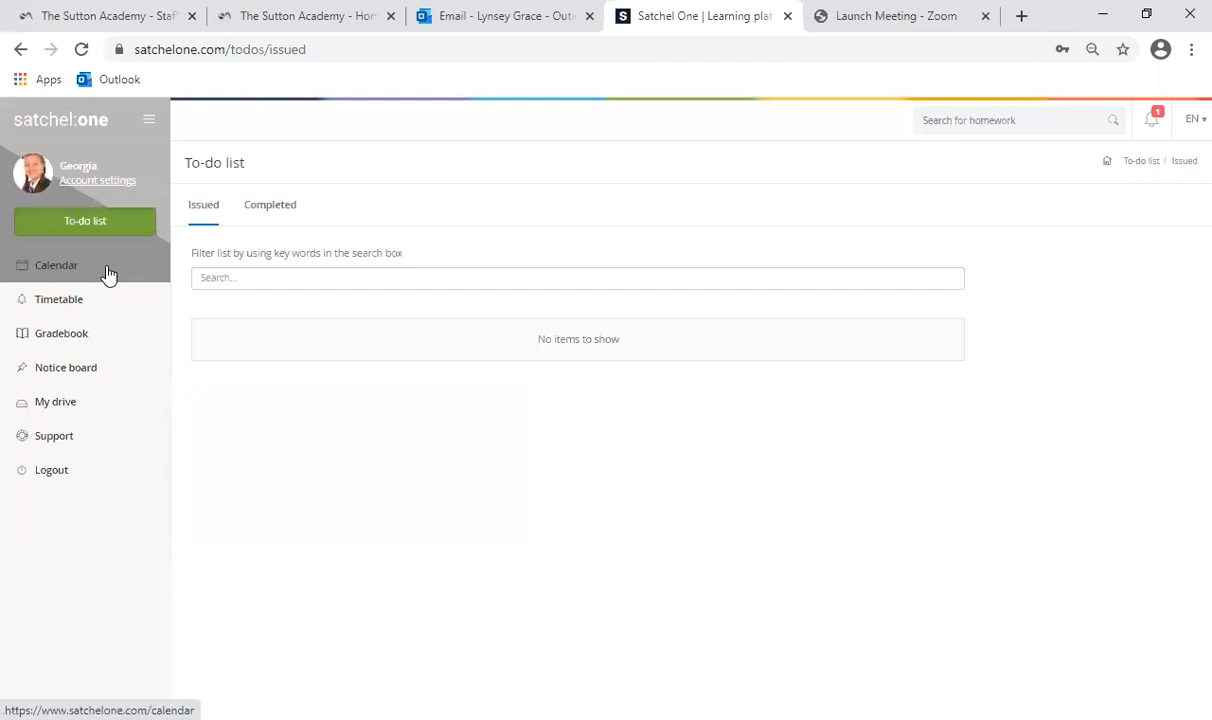 The Sutton Academy - Staf
The Sutton Academy - Hom
Email - Lynsey Grace - Outl
Satchel One | Learning plat
Launch Meeting - Zoom
satchelone.com/todos/issued
Apps
Outlook
satchel:one
Search for homework
1
EN
Georgia
Account settings
To-do list
To-do list / Issued
To-do list
Issued
Completed
Filter list by using key words in the search box
Search...
No items to show
Calendar
Timetable
Gradebook
Notice board
My drive
Support
Logout
https://www.satchelone.com/calendar